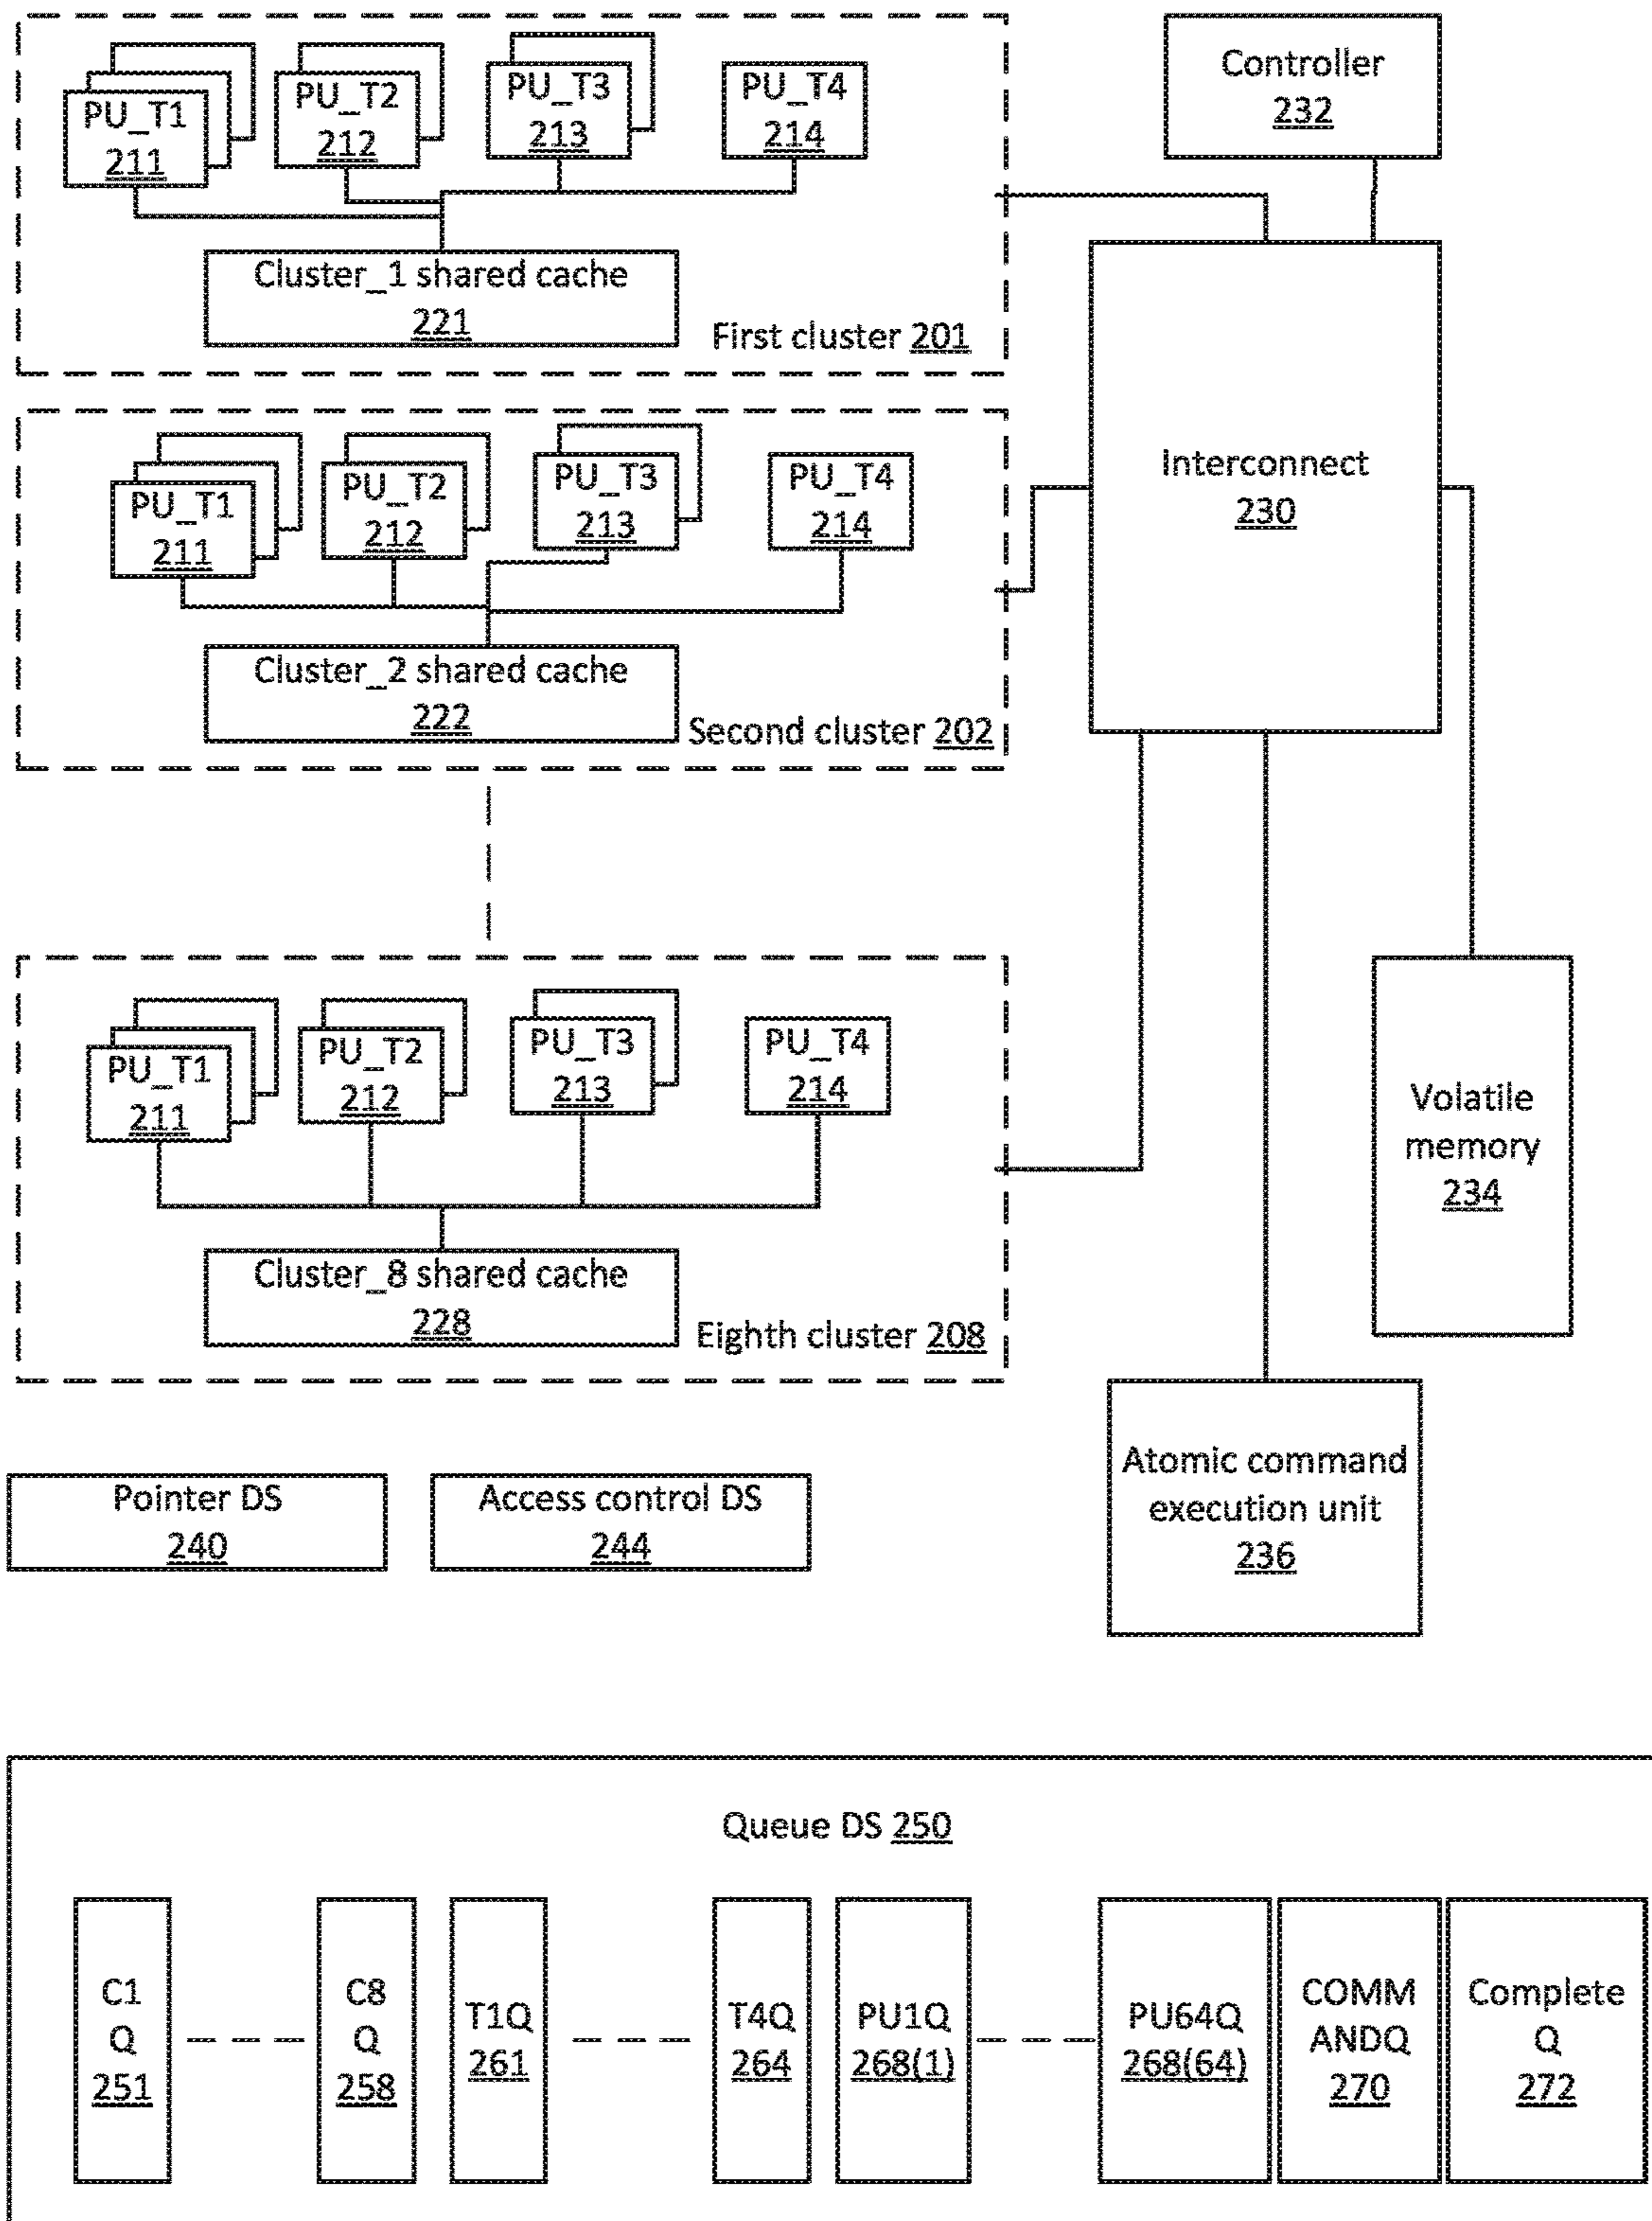 PU_T1
211
PU_T2
212
PU_T3
213
PU_T4
214
Cluster_1 shared cache
221
First cluster 201
Controller
232
PU_T1
211
PU_T2
212
PU_T3
213
PU_T4
214
Cluster_2 shared cache
222
Second cluster 202
Interconnect
230
PU_T1
211
PU_T2
212
PU_T3
213
PU_T4
214
Cluster_8 shared cache
228
Eighth cluster 208
Volatile
memory
234
Pointer DS
240
Access control DS
244
Atomic command
execution unit
236
Queue DS 250
C1
Q
251
C8
Q
258
T1Q
261
T4Q
264
PU1Q
268(1)
PU64Q
268(64)
COMM
ANDQ
270
Complete
Q
272